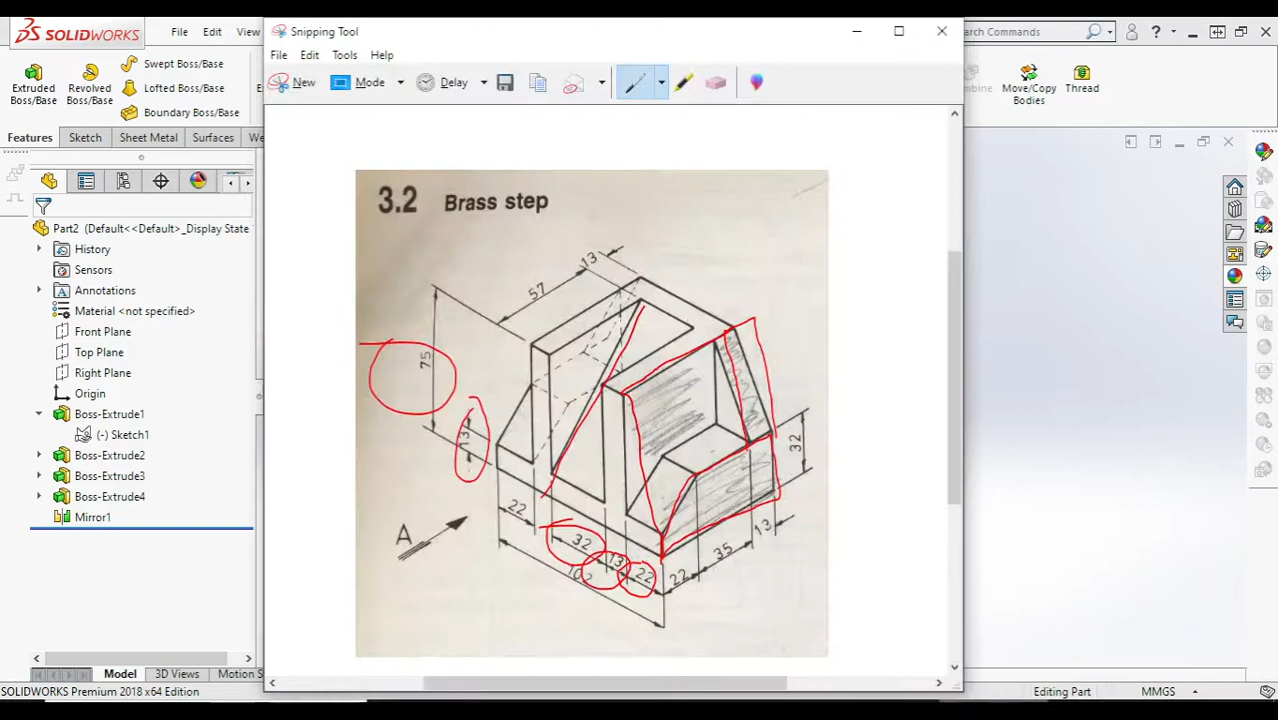 SOLIDWORKS
File Edit View
Snipping Tool
arch Commands
File Edit Tools Help
New Mode Delay
Extruded Boss/Base
Revolved Boss/Base
Swept Boss/Base
Lofted Boss/Base
Boundary Boss/Base
Move/Copy Bodies
Thread
Features Sketch Sheet Metal Surfaces We
Part2 (Default<<Default>_Display State
History
Sensors
Annotations
Material <not specified>
Front Plane
Top Plane
Right Plane
Origin
Boss-Extrude1
(-) Sketch1
Boss-Extrude2
Boss-Extrude3
Boss-Extrude4
Mirror1
3.2 Brass step
13
57
75
13
32
22
32
13
22
102
22
35
13
A
Model 3D Views Motion S
SOLIDWORKS Premium 2018 x64 Edition
Editing Part
MMGS